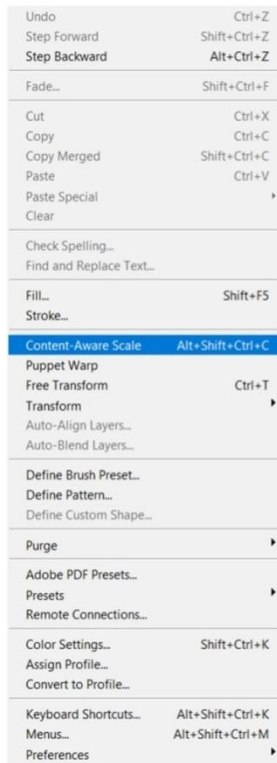 Undo Ctrl+Z
Step Forward Shift+Ctrl+Z
Step Backward Alt+Ctrl+Z
Fade... Shift+Ctrl+F
Cut Ctrl+X
Copy Ctrl+C
Copy Merged Shift+Ctrl+C
Paste Ctrl+V
Paste Special
Clear
Check Spelling...
Find and Replace Text...
Fill... Shift+F5
Stroke...
Content-Aware Scale Alt+Shift+Ctrl+C
Puppet Warp
Free Transform Ctrl+T
Transform
Auto-Align Layers...
Auto-Blend Layers...
Define Brush Preset...
Define Pattern...
Define Custom Shape...
Purge
Adobe PDF Presets...
Presets
Remote Connections...
Color Settings... Shift+Ctrl+K
Assign Profile...
Convert to Profile...
Keyboard Shortcuts... Alt+Shift+Ctrl+K
Menus... Alt+Shift+Ctrl+M
Preferences